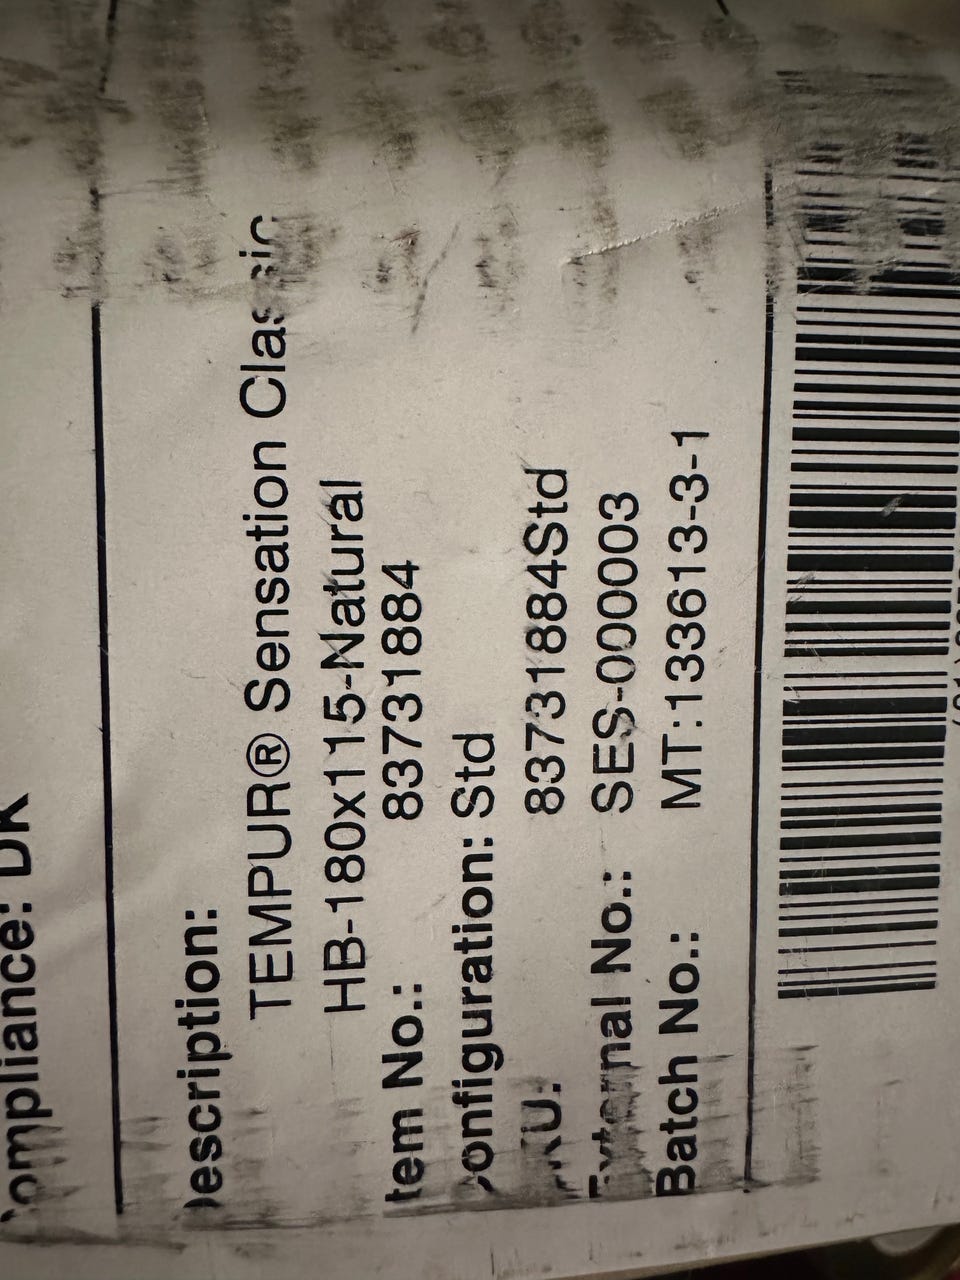 Compliance: DK
Description:
TEMPUR® Sensation Classic
HB-180x115-Natural
Item No.: 83731884
Configuration: Std
SKU: 83731884Std
External No.: SES-000003
Batch No.: MT:133613-3-1